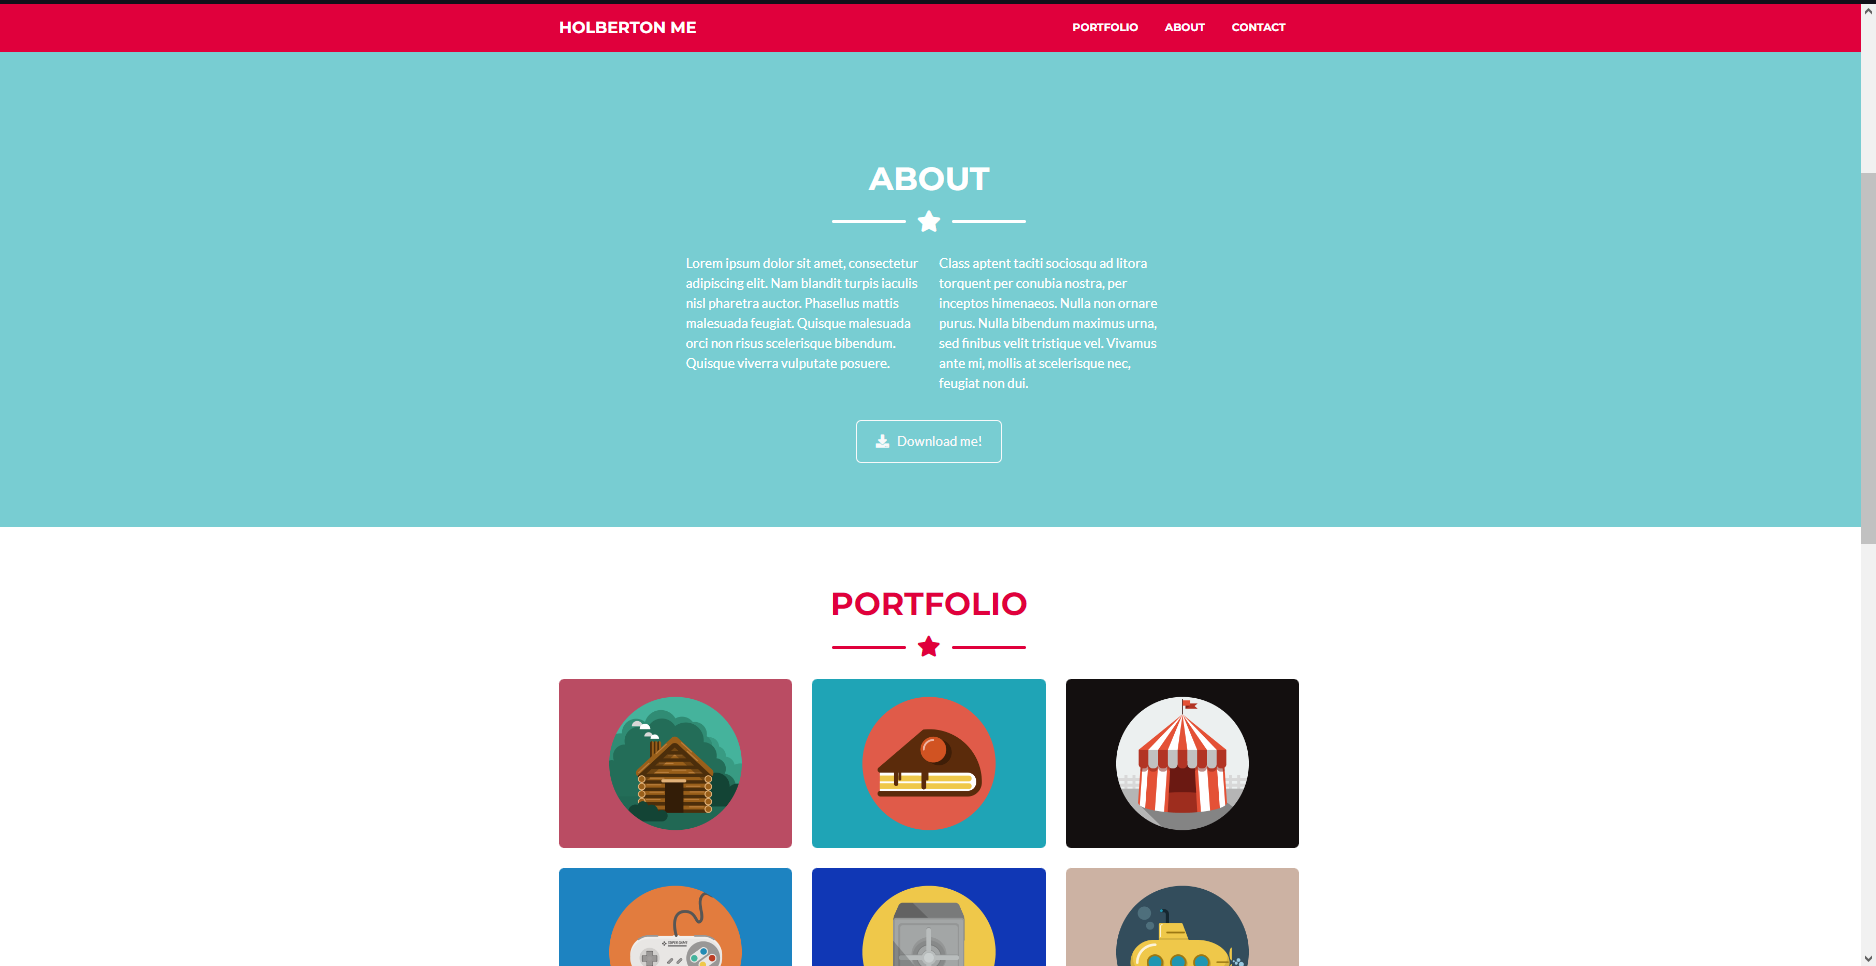 HOLBERTON ME
PORTFOLIO ABOUT CONTACT
ABOUT
Lorem ipsum dolor sit amet, consectetur
adipiscing elit. Nam blandit turpis iaculis
nisl pharetra auctor. Phasellus mattis
malesuada feugiat. Quisque malesuada
orci non risus scelerisque bibendum.
Quisque viverra vulputate posuere.
Class aptent taciti sociosqu ad litora
torquent per conubia nostra, per
inceptos himenaeos. Nulla non ornare
purus. Nulla bibendum maximus urna,
sed finibus velit tristique vel. Vivamus
ante mi, mollis at scelerisque nec,
feugiat non dui.
Download me!
PORTFOLIO